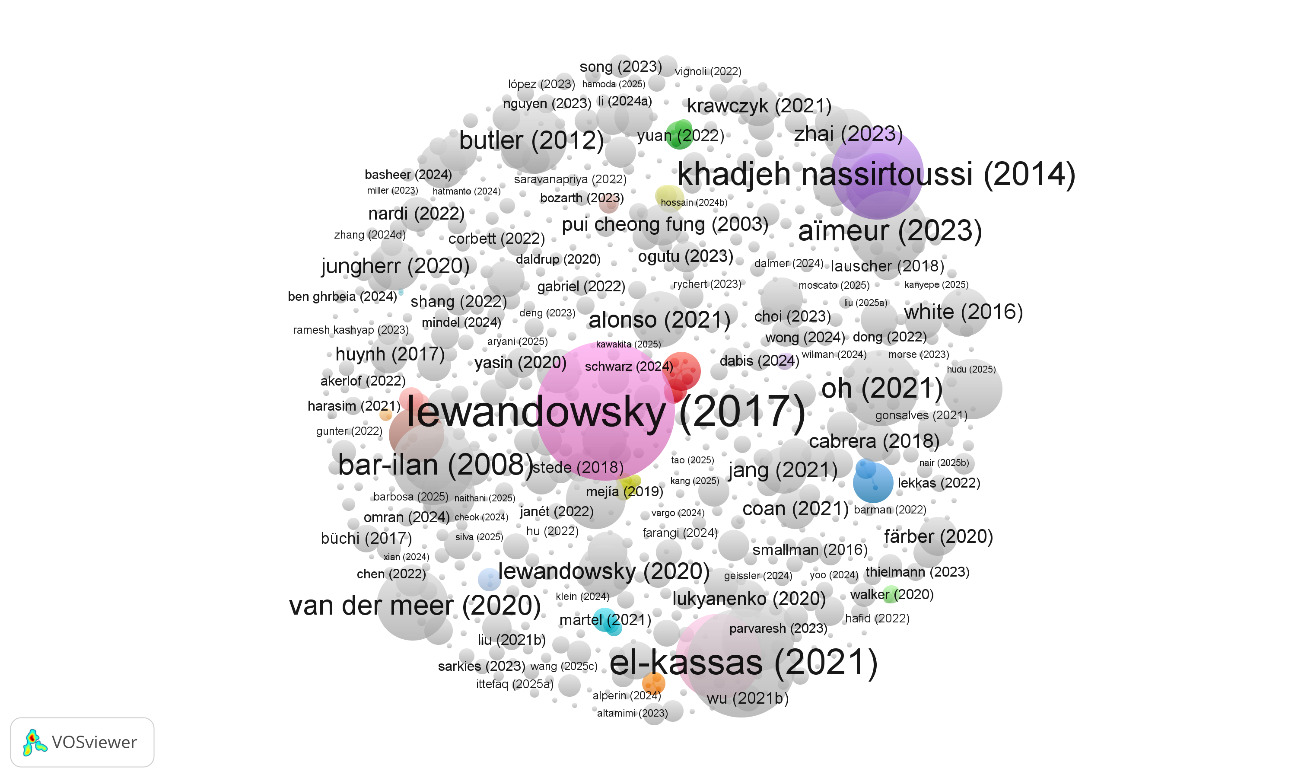 song (2023)
vignoli (2022)
lópez (2023)
hamoda (2025)
nguyen (2023)
li (2024a)
krawczyk (2021)
butler (2012)
yuan (2022)
zhai (2023)
basheer (2024)
saravanapriya (2022)
khadjeh nassirtoussi (2014)
miller (2023)
hatmanto (2024)
bozarth (2023)
hossain (2024b)
nardi (2022)
pui cheong fung (2003)
aïmeur (2023)
zhang (2024d)
corbett (2022)
jungherr (2020)
daldrup (2020)
ogutu (2023)
dalmer (2024)
lauscher (2018)
ben ghrbeia (2024)
gabriel (2022)
rychert (2023)
moscato (2025)
kanyepe (2025)
shang (2022)
liu (2025a)
mindel (2024)
deng (2023)
alonso (2021)
choi (2023)
white (2016)
ramesh kashyap (2023)
aryani (2025)
kawakita (2025)
wong (2024)
dong (2022)
huynh (2017)
yasin (2020)
schwarz (2024)
dabis (2024)
wilman (2024)
morse (2023)
akerlof (2022)
oh (2021)
hudu (2025)
harasim (2021)
lewandowsky (2017)
gonsalves (2021)
gunter (2022)
cabrera (2018)
bar-ilan (2008)
stede (2018)
tao (2025)
jang (2021)
nair (2025b)
kang (2025)
lekkas (2022)
barbosa (2025)
naithani (2025)
mejía (2019)
omran (2024)
cheok (2024)
janét (2022)
vargo (2024)
coan (2021)
barman (2022)
büchi (2017)
silva (2025)
hu (2022)
farangi (2024)
färber (2020)
xian (2024)
smallman (2016)
chen (2022)
lewandowsky (2020)
geissler (2024)
yoo (2024)
thielmann (2023)
van der meer (2020)
klein (2024)
lukyanenko (2020)
walker (2020)
martel (2021)
hafid (2022)
liu (2021b)
parvaresh (2023)
sarkies (2023)
wang (2025c)
el-kassas (2021)
ittefaq (2025a)
alperin (2024)
wu (2021b)
altamimi (2023)
VOSviewer